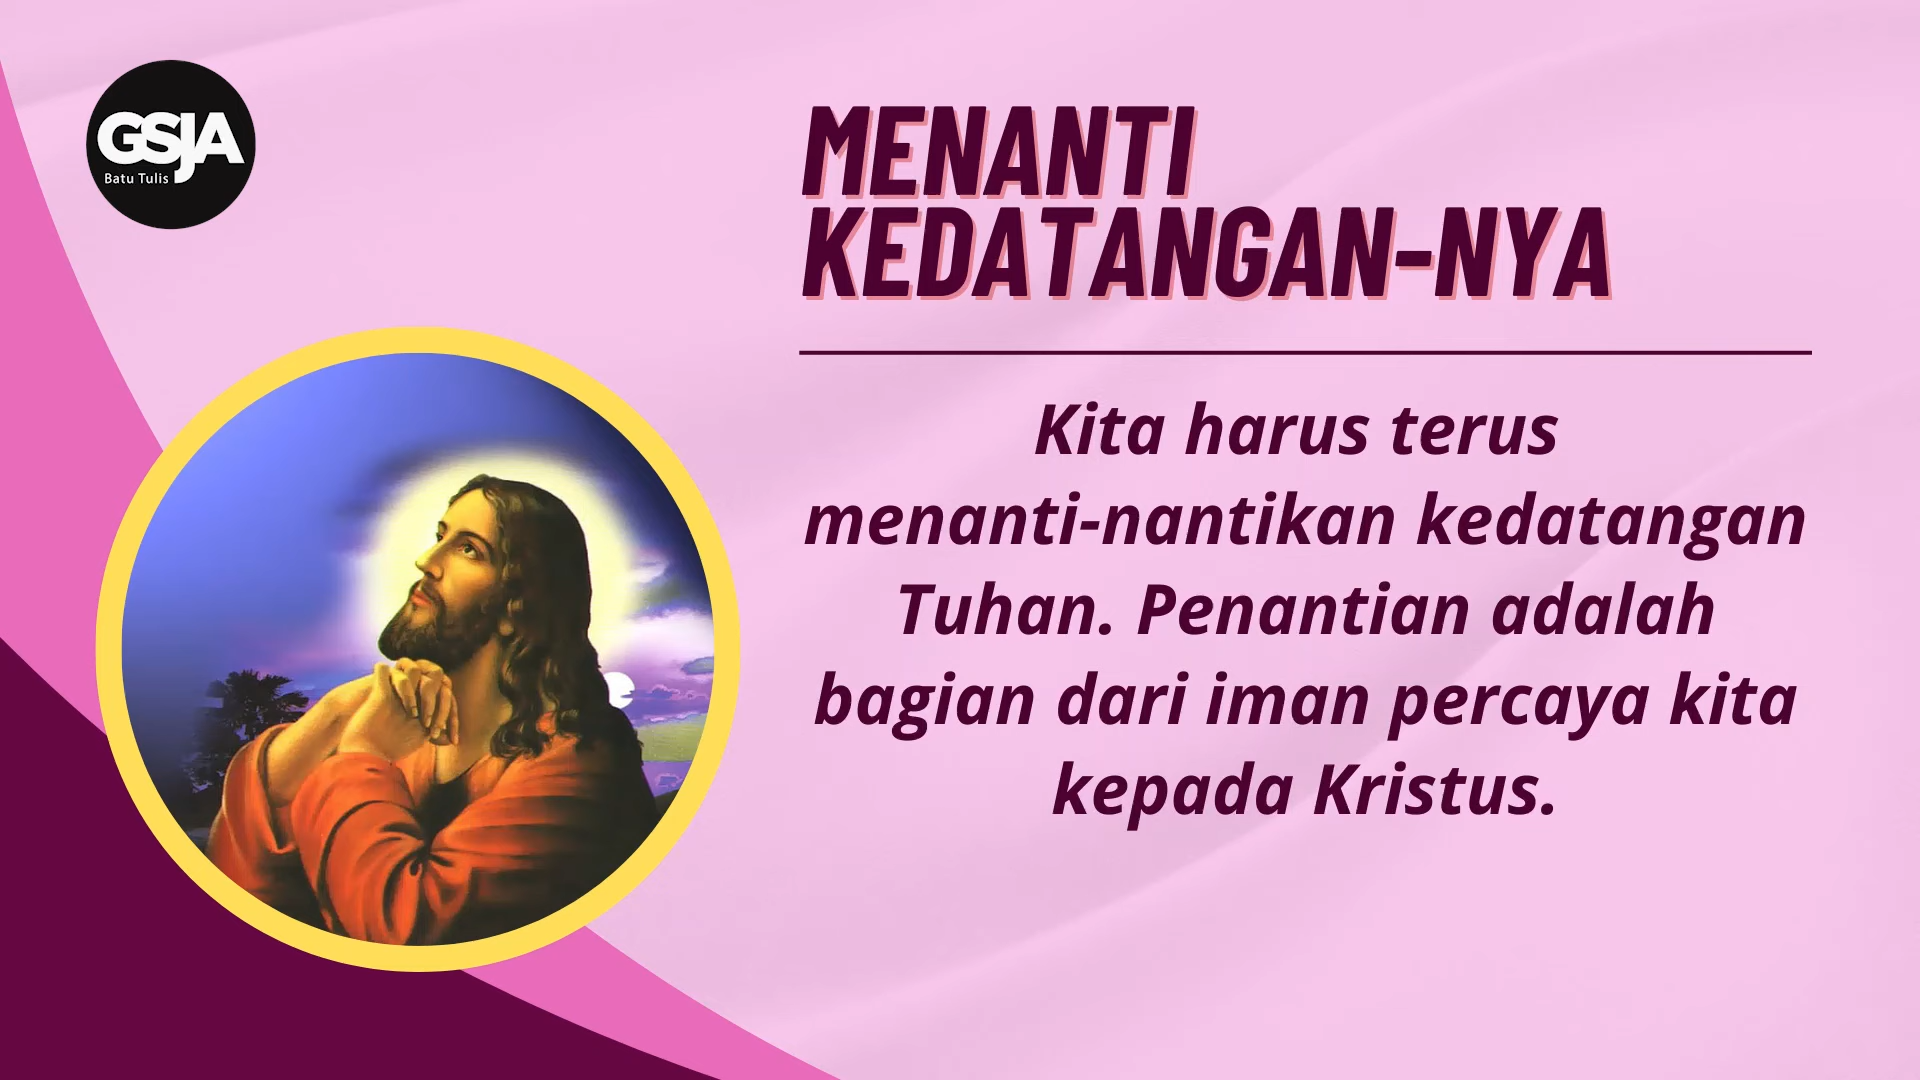 GSJA
Batu Tulis
MENANTI
KEDATANGAN-NYA
Kita harus terus
menanti-nantikan kedatangan
Tuhan. Penantian adalah
bagian dari iman percaya kita
kepada Kristus.